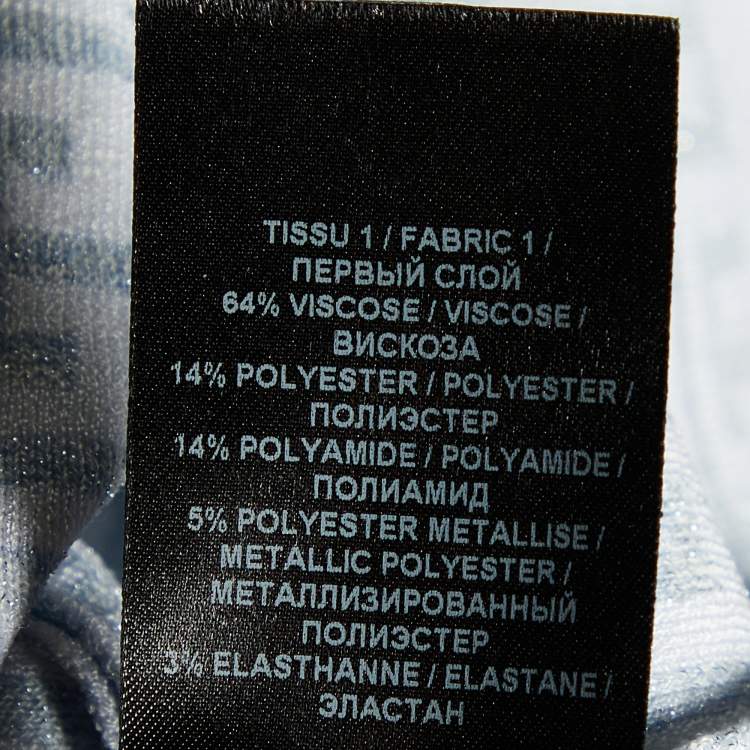 TISSU 1 / FABRIC 1 /
ПЕРВЫЙ СЛОЙ
64% VISCOSE / VISCOSE /
ВИСКОЗА
14% POLYESTER / POLYESTER /
ПОЛИЭСТЕР
14% POLYAMIDE / POLYAMIDE /
ПОЛИАМИД
5% POLYESTER METALLISE /
METALLIC POLYESTER /
МЕТАЛЛИЗИРОВАННЫЙ
ПОЛИЭСТЕР
3% ELASTHANNE / ELASTANE /
ЭЛАСТАН